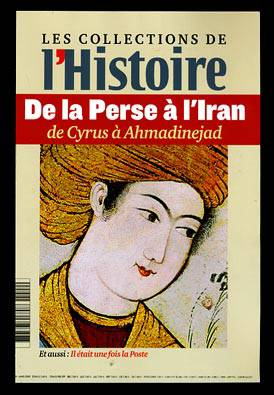 LES COLLECTIONS DE
l'Histoire
De la Perse à l'Iran
de Cyrus à Ahmadinejad
Et aussi : Il était une fois la Poste